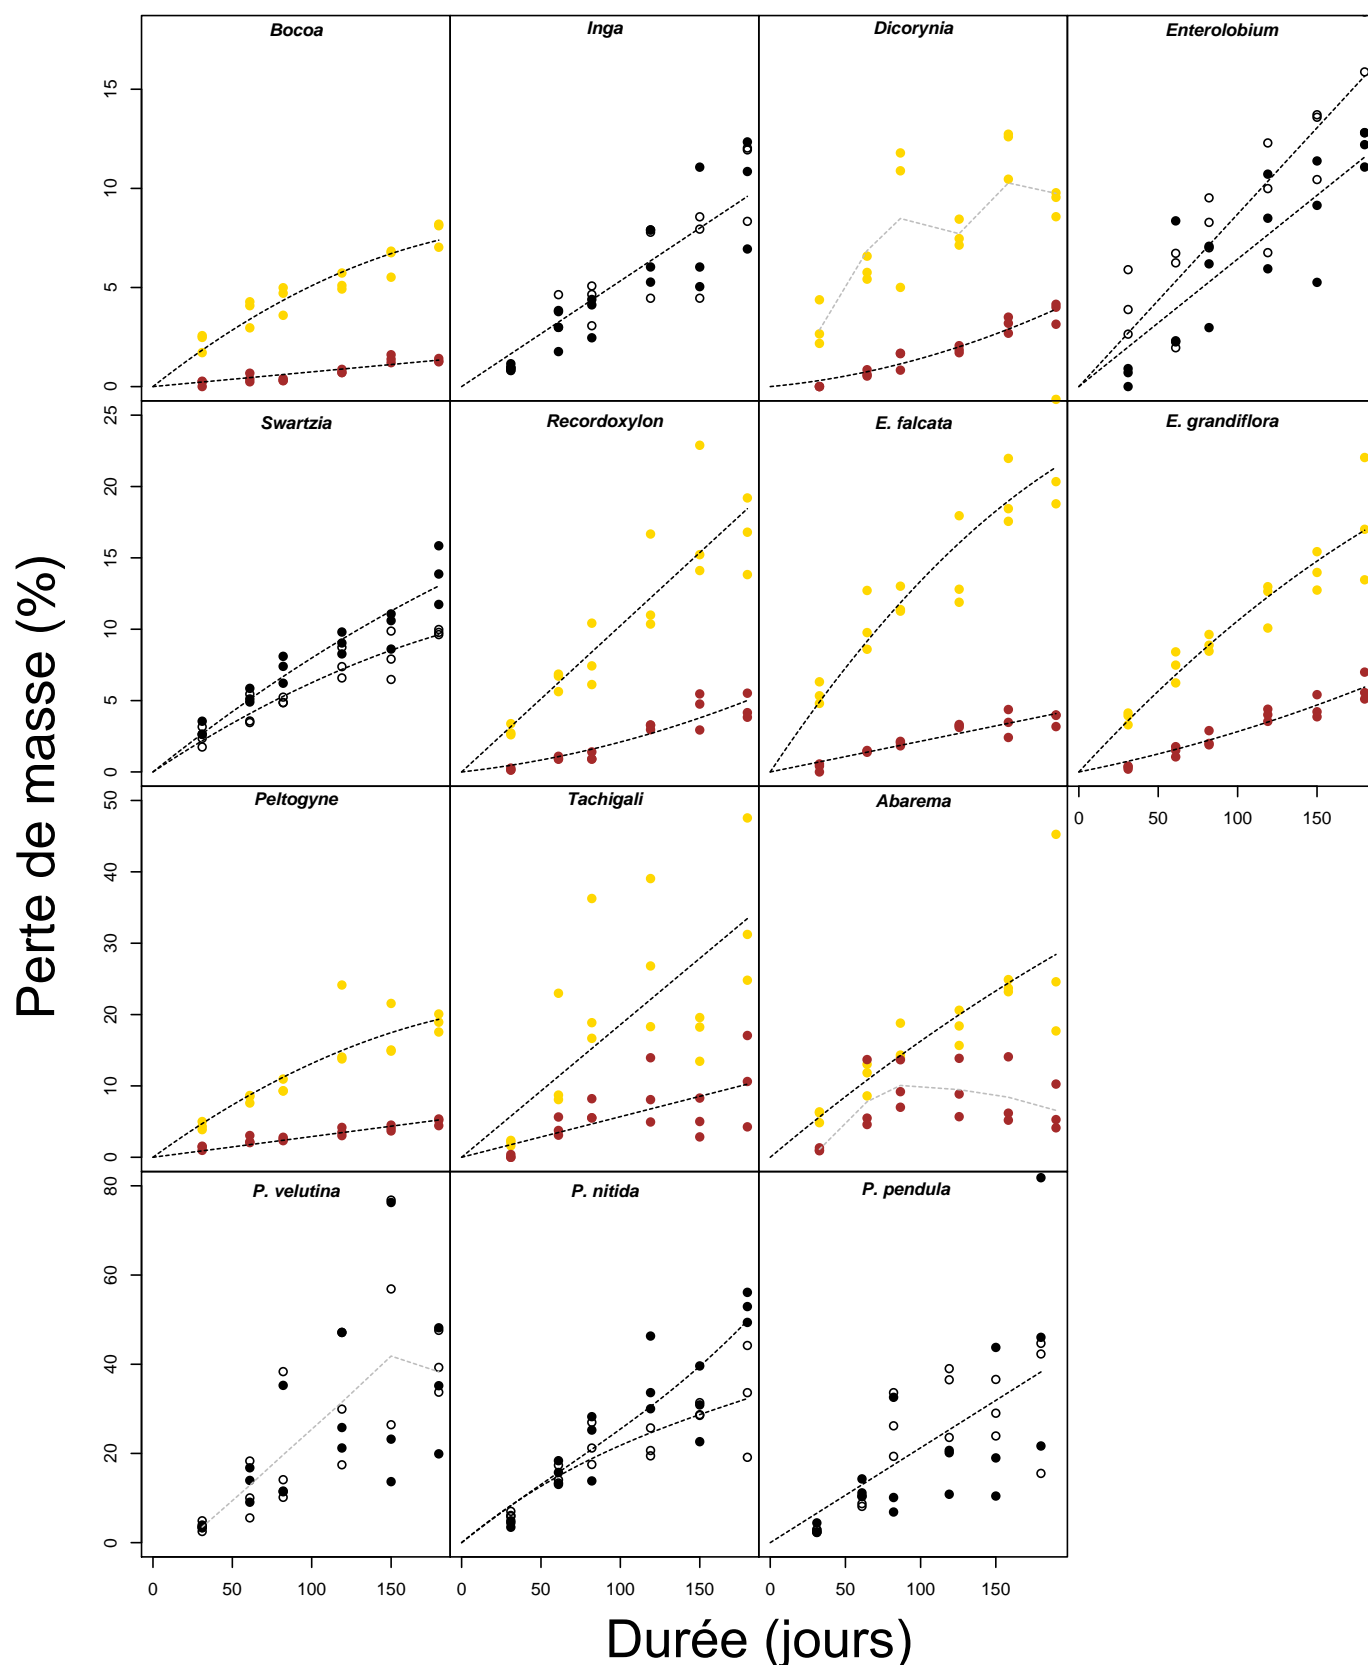 Bocoa Inga Dicorynia Enterolobium
15
10
5
0
Swartzia Recordoxylon E. falcata E. grandiflora
25
20
15
10
5
0
0 50 100 150
Peltogyne Tachigali Abarema
50
40
30
20
10
0
P. velutina P. nitida P. pendula
80
60
40
20
0
0 50 100 150 0 50 100 150 0 50 100 150
Perte de masse (%)
Durée (jours)